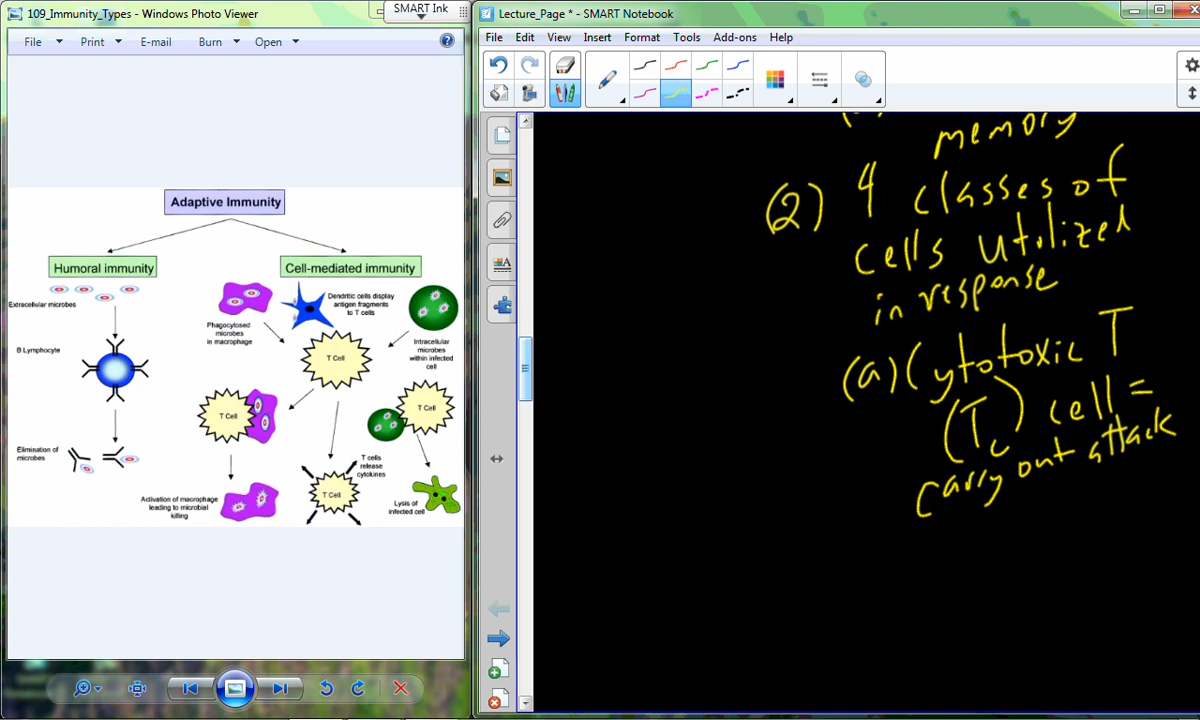 109_Immunity_Types - Windows Photo Viewer
SMART Ink
File Print E-mail Burn Open
Adaptive Immunity
Humoral immunity
Cell-mediated immunity
Extracellular microbes
B Lymphocyte
Elimination of
microbes
Phagocytosed
microbes
in macrophage
Dendritic cells display
antigen fragments
to T cells
T Cell
Intracellular
microbes
within infected
cell
T Cell
T Cell
Activation of macrophage
leading to microbial
killing
T cells
release
cytokines
T Cell
Lysis of
infected cell
Lecture_Page * - SMART Notebook
File Edit View Insert Format Tools Add-ons Help
memory
(2) 4 classes of
cells utilized
in response
(a) Cytotoxic T
(Tc) cell =
carry out attack